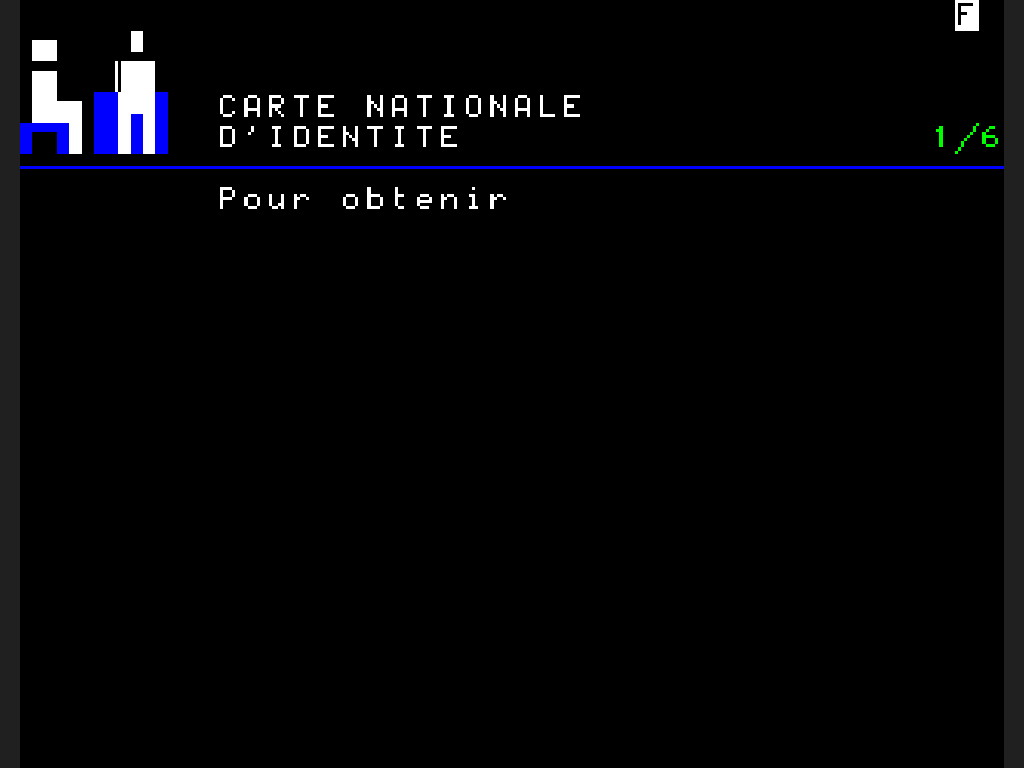 F
CARTE NATIONALE
D'IDENTITE
1/6
Pour obtenir